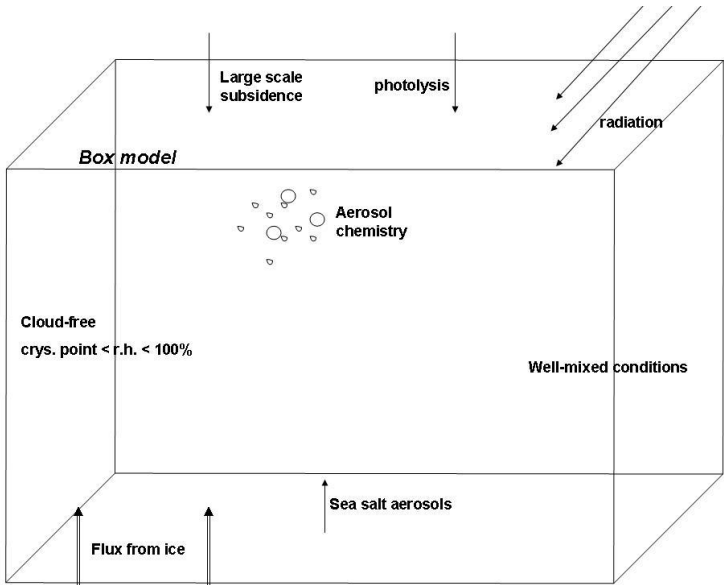 Large scale
subsidence
photolysis
radiation
Box model
Aerosol
chemistry
Cloud-free
crys. point < r.h. < 100%
Well-mixed conditions
Sea salt aerosols
Flux from ice